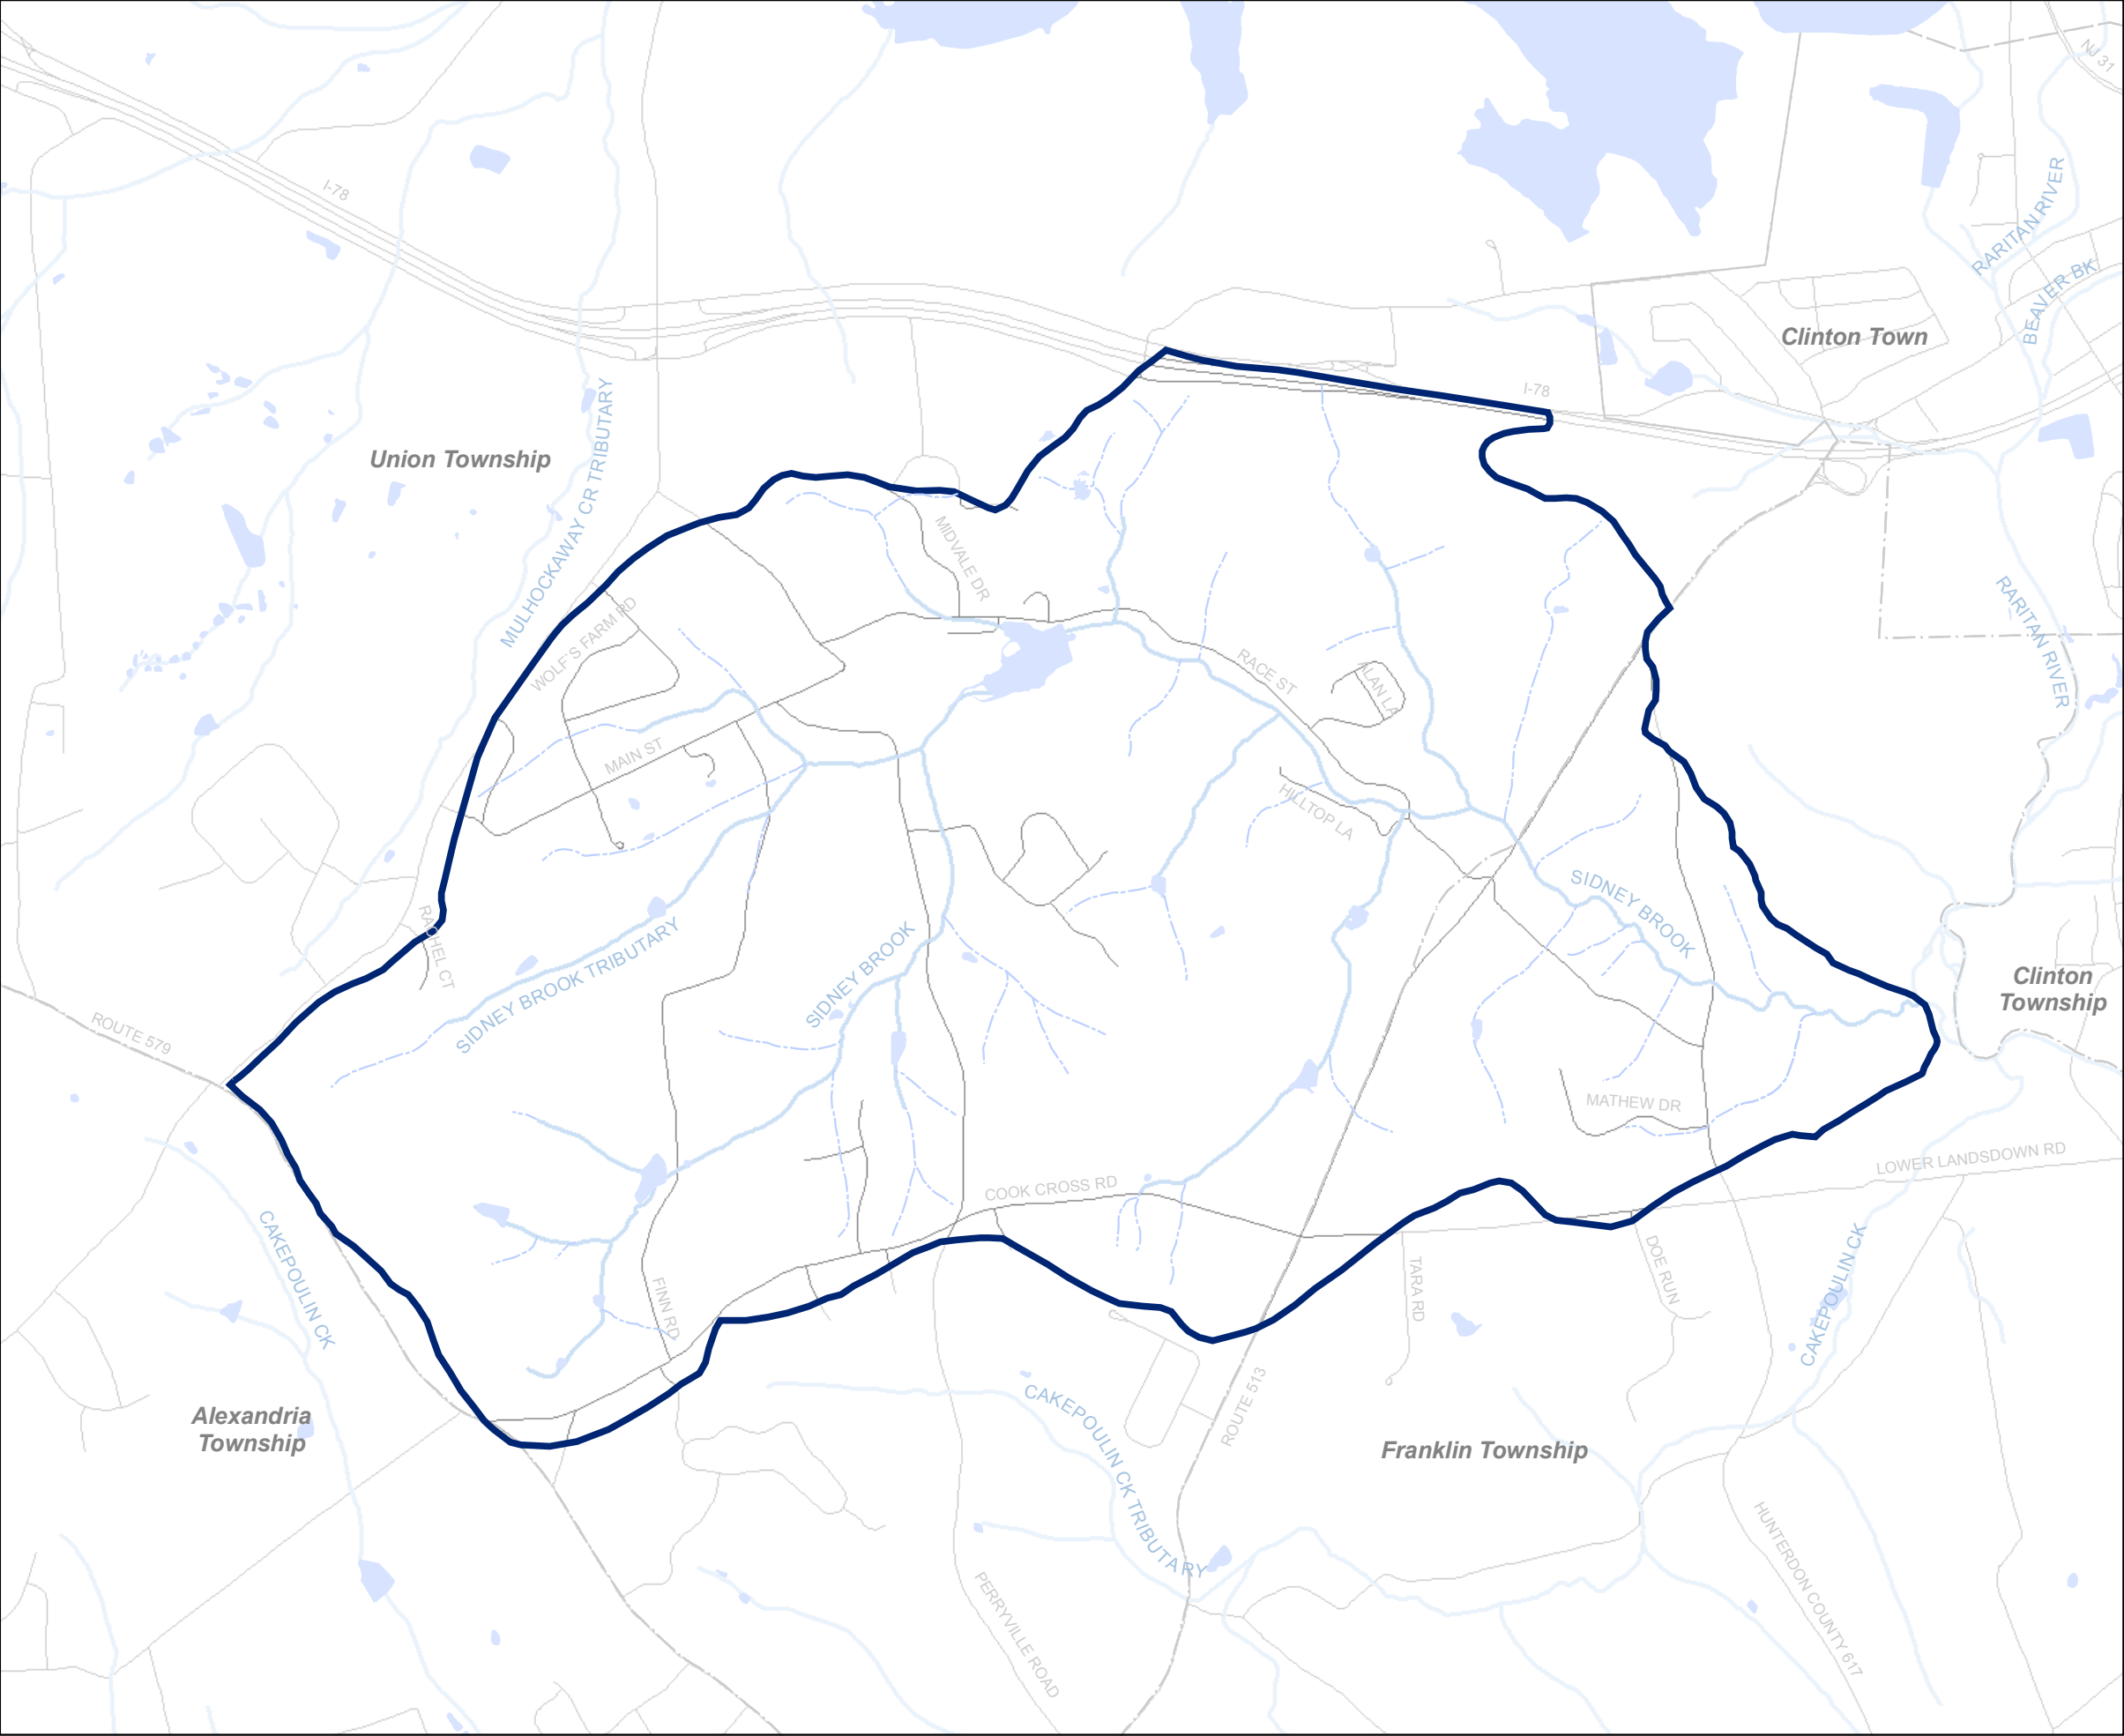 NJ 31
I-78
RARITAN RIVER
BEAVER BK
Clinton Town
I-78
MULHOCKAWAY CR TRIBUTARY
Union Township
MIDVALE DR
WOLF'S FARM RD
RARITAN RIVER
RACE ST
ALAN LA
MAIN ST
HILLTOP LA
SIDNEY BROOK
RACHEL CT
SIDNEY BROOK TRIBUTARY
SIDNEY BROOK
Clinton
Township
ROUTE 579
MATHEW DR
LOWER LANDSDOWN RD
COOK CROSS RD
CAKEPOULIN CK
FINN RD
TARA RD
DOE RUN
CAKEPOULIN CK
Alexandria
Township
CAKEPOULIN CK TRIBUTARY
ROUTE 513
Franklin Township
PERRYVILLE ROAD
HUNTERDON COUNTY 617